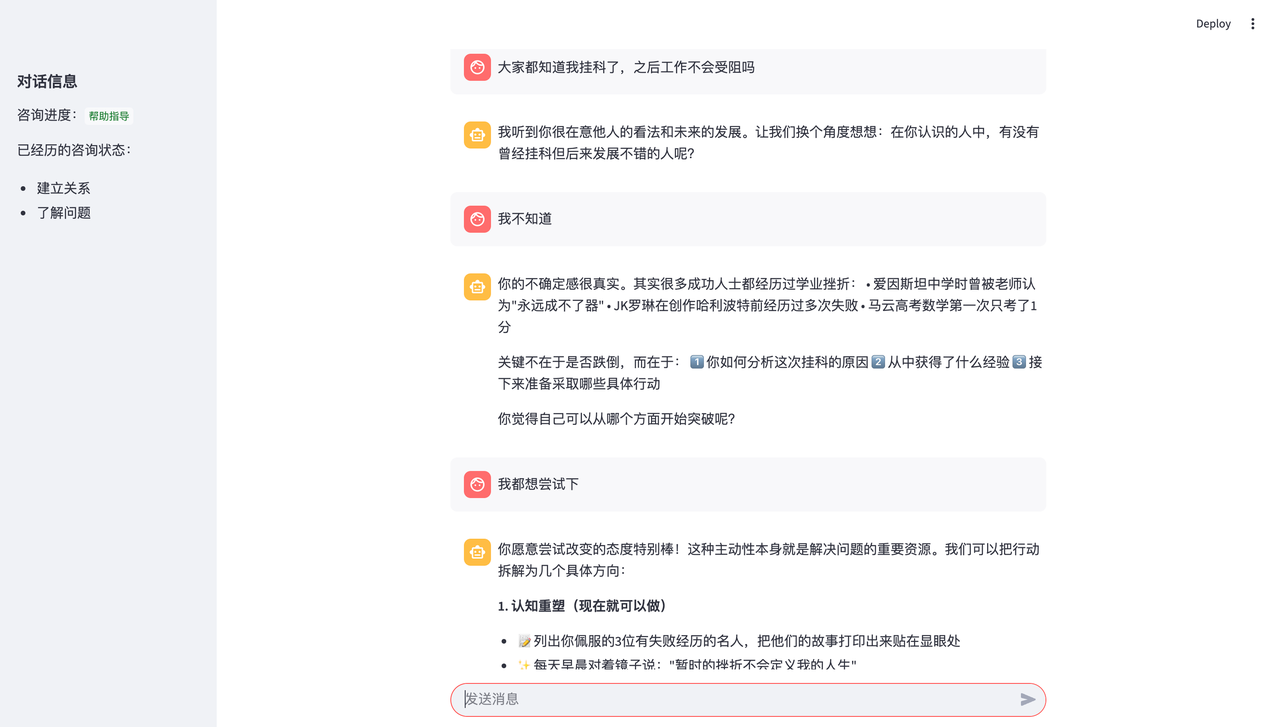 Deploy
对话信息
咨询进度： 帮助指导
已经历的咨询状态：
• 建立关系
• 了解问题
大家都知道我挂科了，之后工作不会受阻吗
我听到你很在意他人的看法和未来的发展。让我们换个角度想想：在你认识的人中，有没有
曾经挂科但后来发展不错的人呢？
我不知道
你的不确定感很真实。其实很多成功人士都经历过学业挫折： • 爱因斯坦中学时曾被老师认
为"永远成不了器" • JK罗琳在创作哈利波特前经历过多次失败 • 马云高考数学第一次只考了1
分
关键不在于是否跌倒，而在于： 1️⃣ 你如何分析这次挂科的原因 2️⃣ 从中获得了什么经验 3️⃣ 接
下来准备采取哪些具体行动
你觉得自己可以从哪个方面开始突破呢？
我都想尝试下
你愿意尝试改变的态度特别棒！这种主动性本身就是解决问题的重要资源。我们可以把行动
拆解为几个具体方向：
1. 认知重塑（现在就可以做）
• 📝 列出你佩服的3位有失败经历的名人，把他们的故事打印出来贴在显眼处
• ✨ 每天早晨对着镜子说："暂时的挫折不会定义我的人生"
发送消息